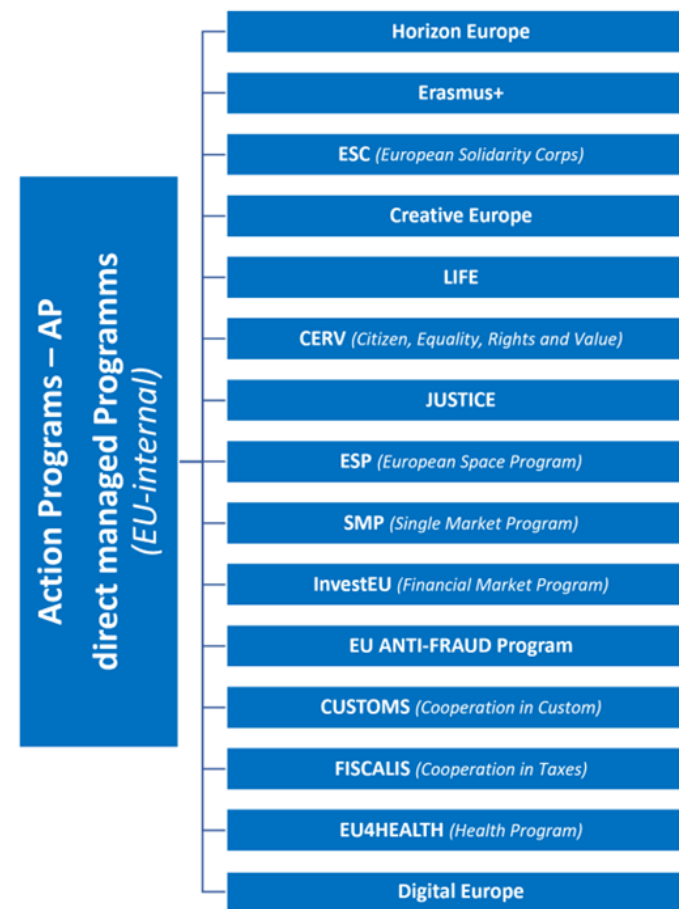 Action Programs – AP
direct managed Programms
(EU-internal)
Horizon Europe
Erasmus+
ESC (European Solidarity Corps)
Creative Europe
LIFE
CERV (Citizen, Equality, Rights and Value)
JUSTICE
ESP (European Space Program)
SMP (Single Market Program)
InvestEU (Financial Market Program)
EU ANTI-FRAUD Program
CUSTOMS (Cooperation in Custom)
FISCALIS (Cooperation in Taxes)
EU4HEALTH (Health Program)
Digital Europe